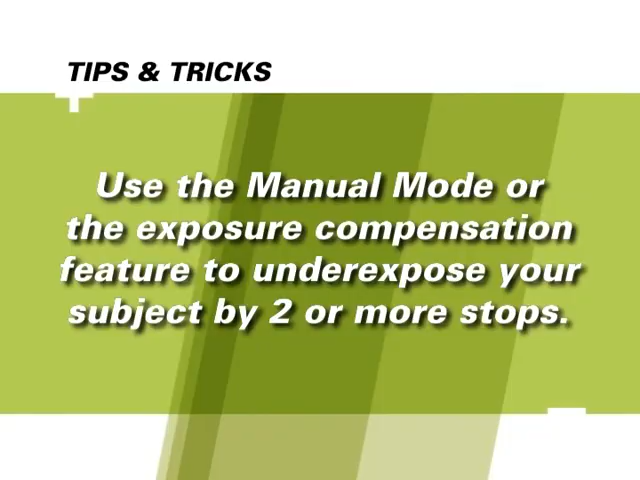 TIPS & TRICKS
Use the Manual Mode or
the exposure compensation
feature to underexpose your
subject by 2 or more stops.